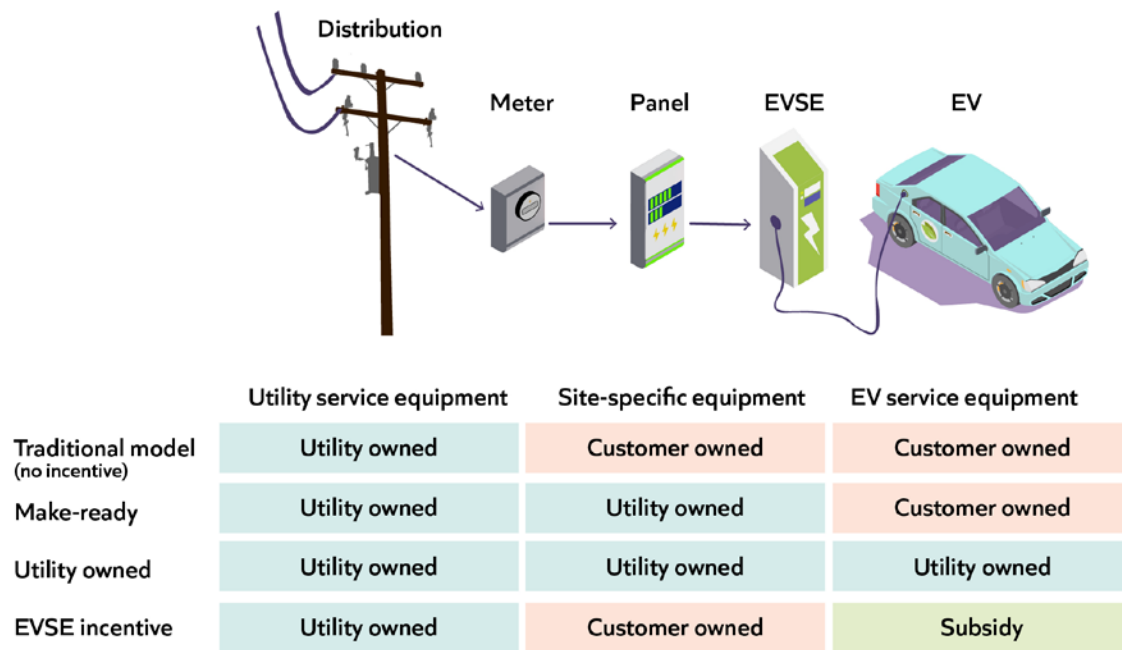 Distribution
Meter
Panel
EVSE
EV
Utility service equipment
Site-specific equipment
EV service equipment
Traditional model
(no incentive)
Utility owned
Customer owned
Customer owned
Make-ready
Utility owned
Utility owned
Customer owned
Utility owned
Utility owned
Utility owned
Utility owned
EVSE incentive
Utility owned
Customer owned
Subsidy